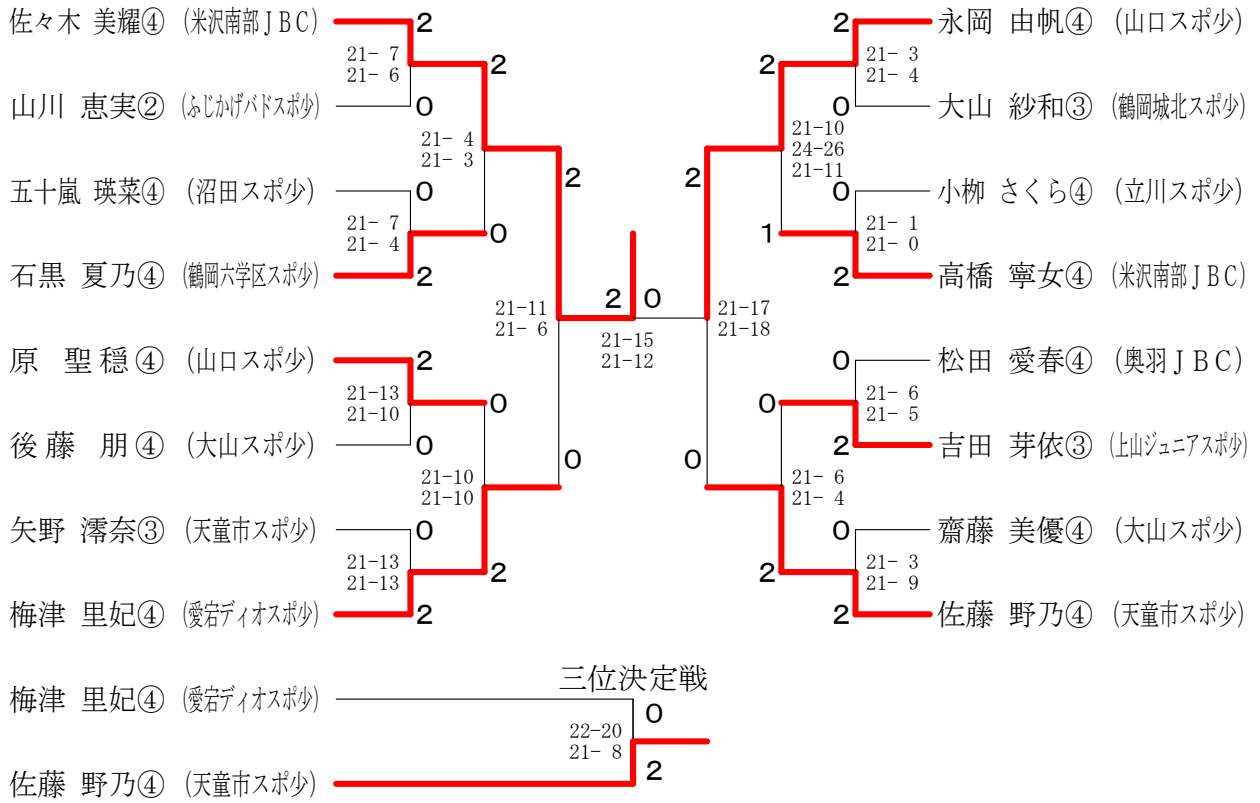 佐々木 美耀④ (米沢南部JBC) 2 2 永岡 由帆④ (山口スポ少)
21- 7 2 2 21- 3
21- 6 21- 4
山川 恵実② (ふじかげバドスポ少) 0 0 大山 紗和③ (鶴岡城北スポ少)
21- 4 21-10
21- 3 24-26
2 2 21-11
五十嵐 瑛菜④ (沼田スポ少) 0 0 小栁 さくら④ (立川スポ少)
21- 7 0 1 21- 1
21- 4 21- 0
石黒 夏乃④ (鶴岡六学区スポ少) 2 2 高橋 寧女④ (米沢南部JBC)
21-11 2 0 21-17
21- 6 21-18
21-15
21-12
原 聖穏④ (山口スポ少) 2 0 松田 愛春④ (奥羽JBC)
21-13 0 0 21- 6
21-10 21- 5
後藤 朋④ (大山スポ少) 0 0 0 2 吉田 芽依③ (上山ジュニアスポ少)
21-10 21- 6
21-10 21- 4
矢野 澪奈③ (天童市スポ少) 0 0 齋藤 美優④ (大山スポ少)
21-13 2 2 21- 3
21-13 21- 9
梅津 里妃④ (愛宕ディオスポ少) 2 2 佐藤 野乃④ (天童市スポ少)
三位決定戦
梅津 里妃④ (愛宕ディオスポ少) 0
22-20
21- 8
佐藤 野乃④ (天童市スポ少) 2